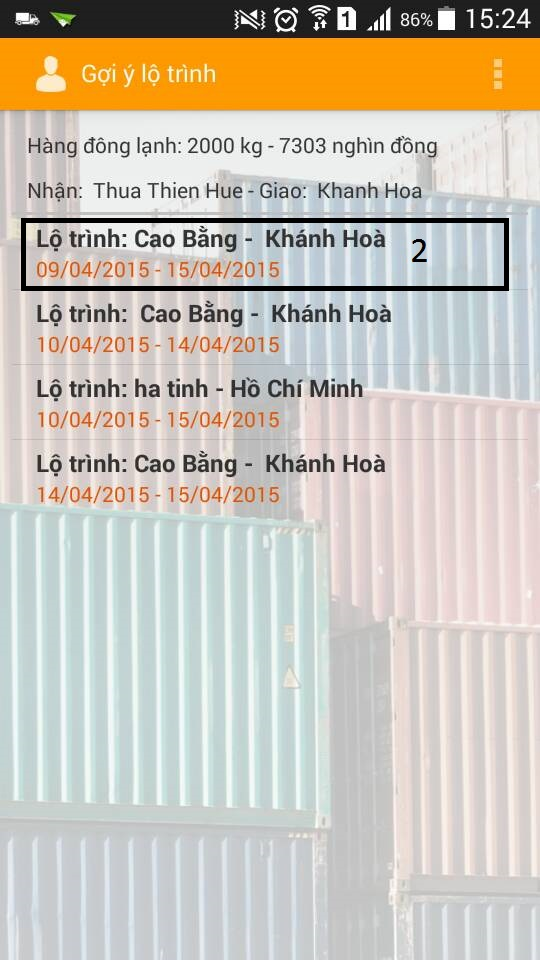 1 86% 15:24
Gợi ý lộ trình
Hàng đông lạnh: 2000 kg - 7303 nghìn đồng
Nhận: Thua Thien Hue - Giao: Khanh Hoa
Lộ trình: Cao Bằng - Khánh Hoà
2
09/04/2015 - 15/04/2015
Lộ trình: Cao Bằng - Khánh Hoà
10/04/2015 - 14/04/2015
Lộ trình: ha tinh - Hồ Chí Minh
10/04/2015 - 15/04/2015
Lộ trình: Cao Bằng - Khánh Hoà
14/04/2015 - 15/04/2015